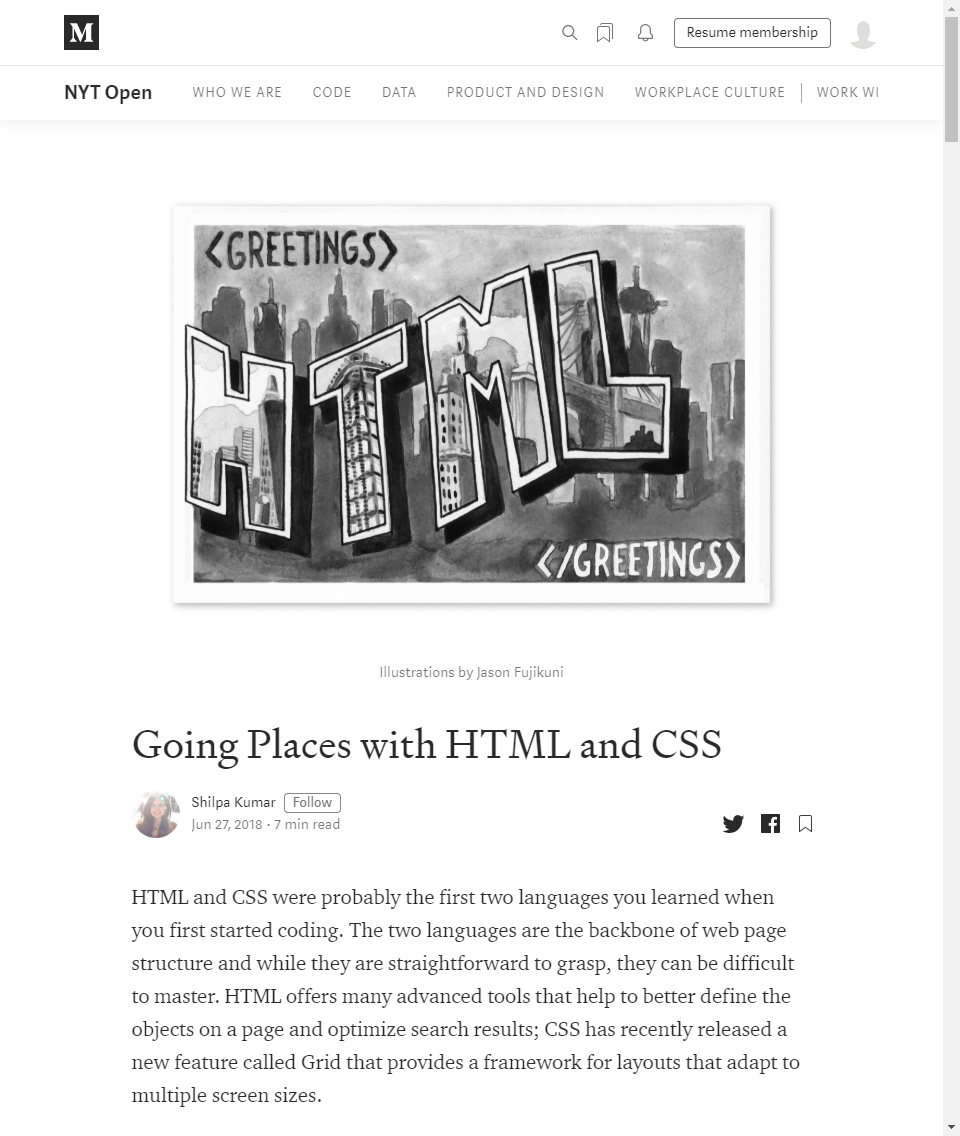 M
Resume membership
NYT Open WHO WE ARE CODE DATA PRODUCT AND DESIGN WORKPLACE CULTURE WORK WI
<GREETINGS>
HTML
</GREETINGS>
Illustrations by Jason Fujikuni
Going Places with HTML and CSS
Shilpa Kumar Follow
Jun 27, 2018 · 7 min read
HTML and CSS were probably the first two languages you learned when
you first started coding. The two languages are the backbone of web page
structure and while they are straightforward to grasp, they can be difficult
to master. HTML offers many advanced tools that help to better define the
objects on a page and optimize search results; CSS has recently released a
new feature called Grid that provides a framework for layouts that adapt to
multiple screen sizes.